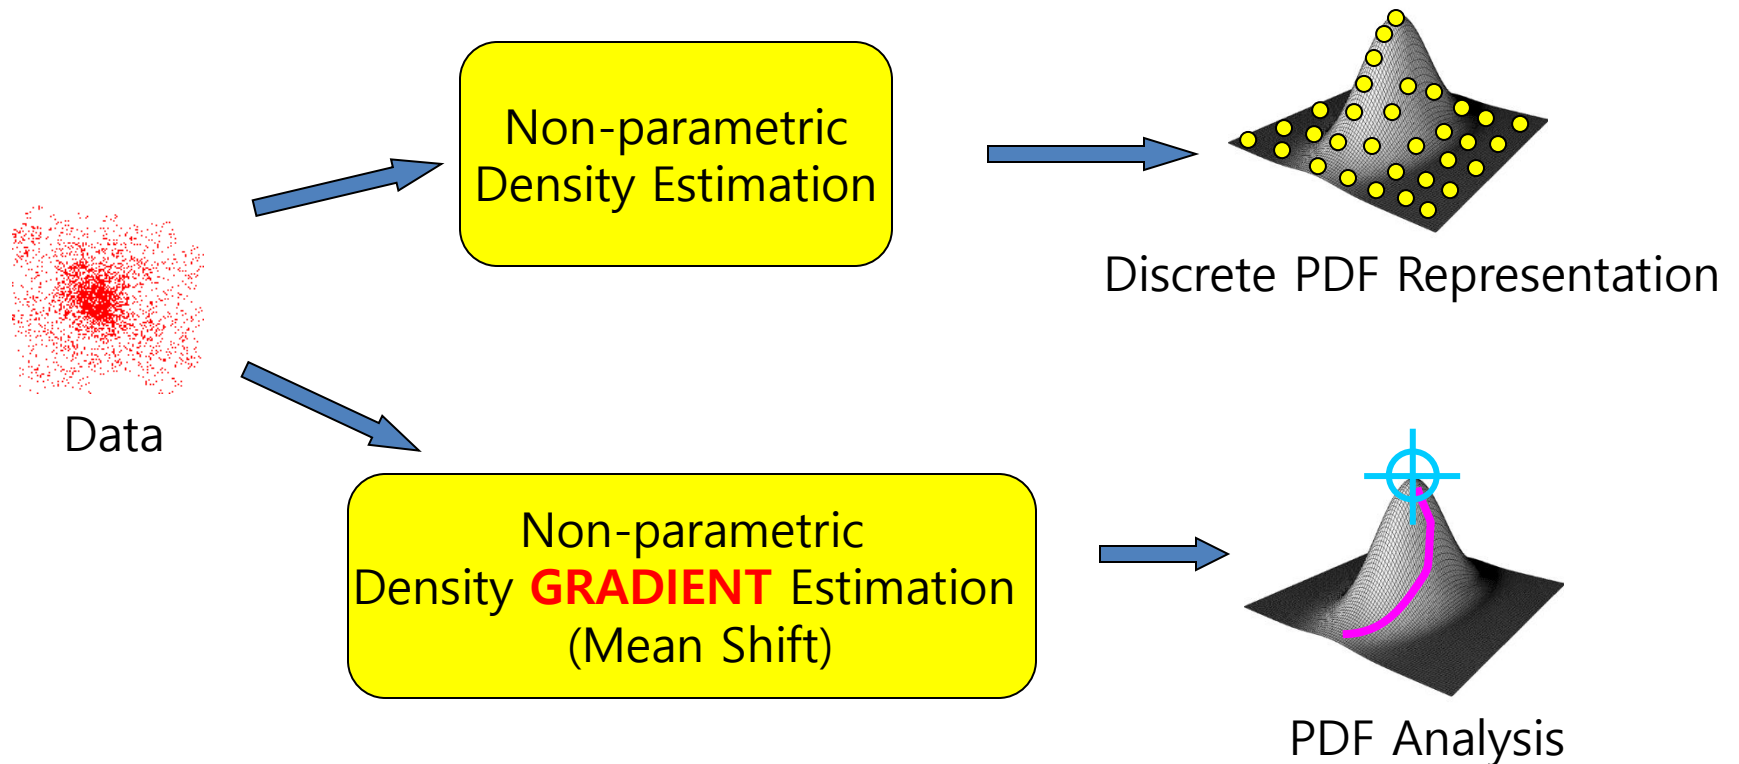 Non-parametric
Density Estimation
Discrete PDF Representation
Data
Non-parametric
Density GRADIENT Estimation
(Mean Shift)
PDF Analysis